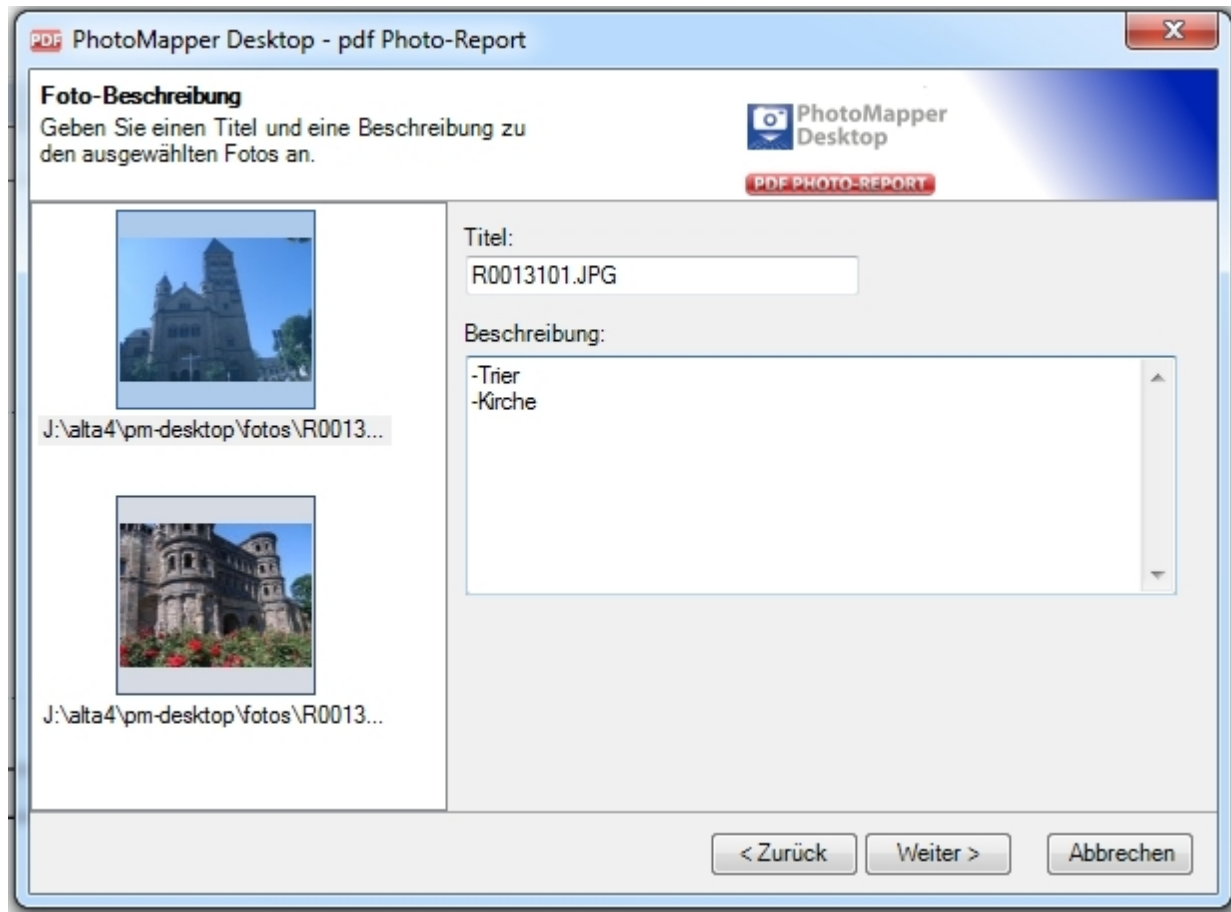 PDF PhotoMapper Desktop - pdf Photo-Report
Foto-Beschreibung
Geben Sie einen Titel und eine Beschreibung zu
den ausgewählten Fotos an.
PhotoMapper
Desktop
PDF PHOTO-REPORT
J:\alta4\pm-desktop\fotos\R0013...
J:\alta4\pm-desktop\fotos\R0013...
Titel:
R0013101.JPG
Beschreibung:
-Trier
-Kirche
< Zurück
Weiter >
Abbrechen